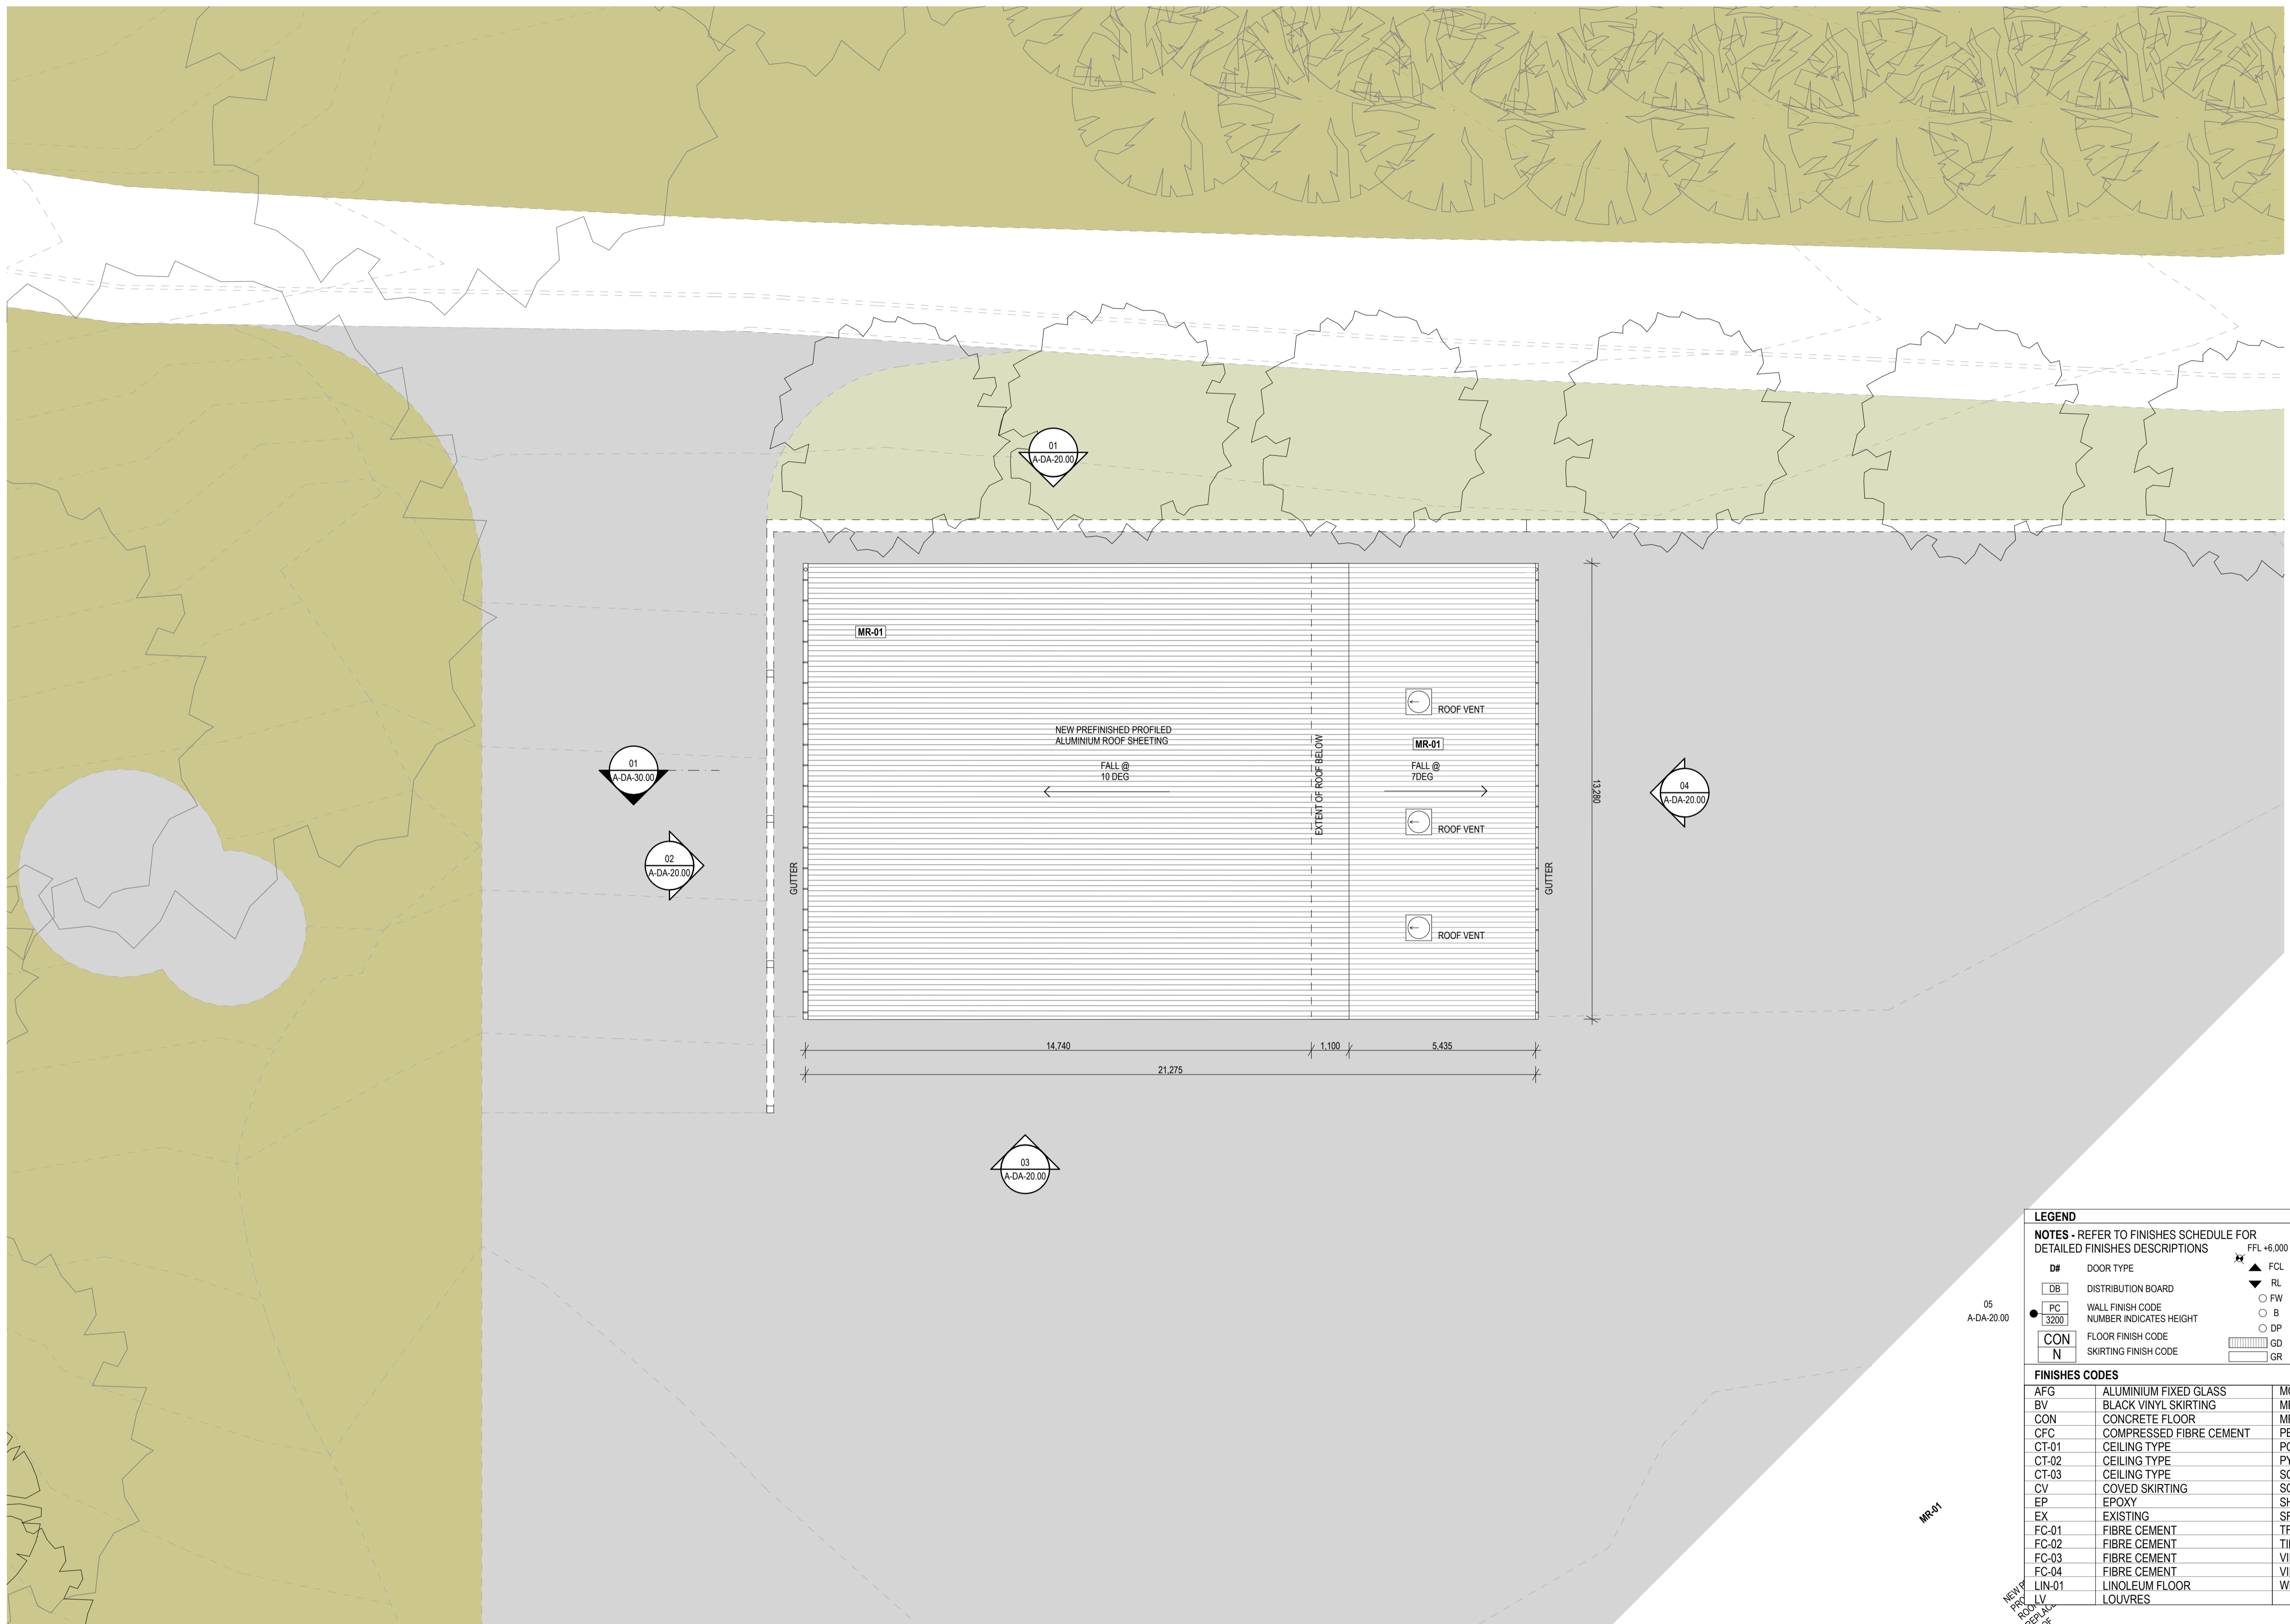 01
A-DA-20.00
MR-01
ROOF VENT
NEW PREFINISHED PROFILED
ALUMINIUM ROOF SHEETING
MR-01
EXTENT OF ROOF BELOW
FALL @
10 DEG
FALL @
7DEG
01
A-DA-30.00
13,280
04
A-DA-20.00
ROOF VENT
02
A-DA-20.00
GUTTER
GUTTER
ROOF VENT
14,740
1,100
5,435
21,275
03
A-DA-20.00
05
A-DA-20.00
MR-01
LEGEND
NOTES - REFER TO FINISHES SCHEDULE FOR
DETAILED FINISHES DESCRIPTIONS
FFL +6,000
D# DOOR TYPE
FCL
DB DISTRIBUTION BOARD
RL
FW
PC WALL FINISH CODE
3200 NUMBER INDICATES HEIGHT
B
DP
CON FLOOR FINISH CODE
GD
N SKIRTING FINISH CODE
GR
FINISHES CODES
AFG ALUMINIUM FIXED GLASS
BV BLACK VINYL SKIRTING
CON CONCRETE FLOOR
CFC COMPRESSED FIBRE CEMENT
CT-01 CEILING TYPE
CT-02 CEILING TYPE
CT-03 CEILING TYPE
CV COVED SKIRTING
EP EPOXY
EX EXISTING
FC-01 FIBRE CEMENT
FC-02 FIBRE CEMENT
FC-03 FIBRE CEMENT
FC-04 FIBRE CEMENT
LIN-01 LINOLEUM FLOOR
LV LOUVRES
NEW